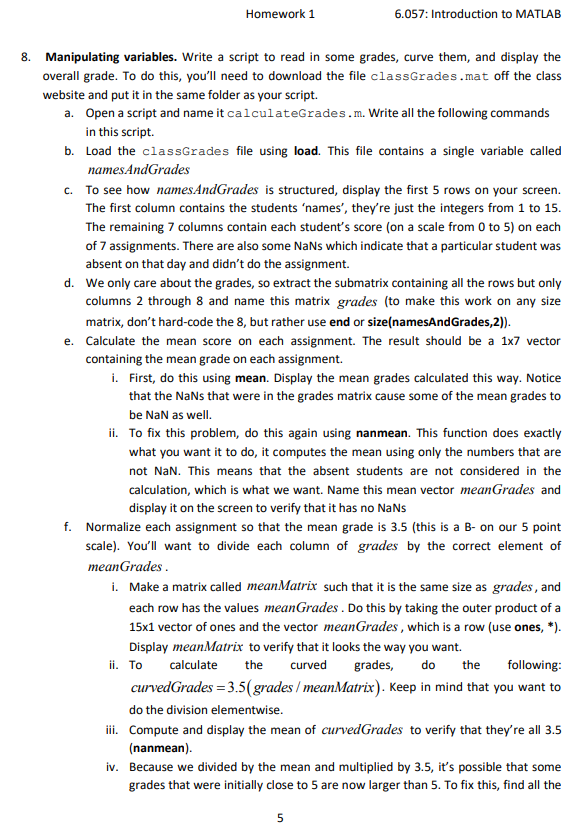 Homework 1 6.057: Introduction to MATLAB
8. Manipulating variables. Write a script to read in some grades, curve them, and display the
overall grade. To do this, you'll need to download the file classGrades.mat off the class
website and put it in the same folder as your script.
a. Open a script and name it calculateGrades.m. Write all the following commands
in this script.
b. Load the classGrades file using load. This file contains a single variable called
namesAndGrades
c. To see how namesAndGrades is structured, display the first 5 rows on your screen.
The first column contains the students 'names', they're just the integers from 1 to 15.
The remaining 7 columns contain each student's score (on a scale from 0 to 5) on each
of 7 assignments. There are also some NaNs which indicate that a particular student was
absent on that day and didn't do the assignment.
d. We only care about the grades, so extract the submatrix containing all the rows but only
columns 2 through 8 and name this matrix grades (to make this work on any size
matrix, don't hard-code the 8, but rather use end or size(namesAndGrades,2)).
e. Calculate the mean score on each assignment. The result should be a 1x7 vector
containing the mean grade on each assignment.
i. First, do this using mean. Display the mean grades calculated this way. Notice
that the NaNs that were in the grades matrix cause some of the mean grades to
be NaN as well.
ii. To fix this problem, do this again using nanmean. This function does exactly
what you want it to do, it computes the mean using only the numbers that are
not NaN. This means that the absent students are not considered in the
calculation, which is what we want. Name this mean vector meanGrades and
display it on the screen to verify that it has no NaNs
f. Normalize each assignment so that the mean grade is 3.5 (this is a B- on our 5 point
scale). You'll want to divide each column of grades by the correct element of
meanGrades.
i. Make a matrix called meanMatrix such that it is the same size as grades, and
each row has the values meanGrades. Do this by taking the outer product of a
15x1 vector of ones and the vector meanGrades, which is a row (use ones, *).
Display meanMatrix to verify that it looks the way you want.
ii. To calculate the curved grades, do the following:
curvedGrades = 3.5(grades / meanMatrix). Keep in mind that you want to
do the division elementwise.
iii. Compute and display the mean of curvedGrades to verify that they're all 3.5
(nanmean).
iv. Because we divided by the mean and multiplied by 3.5, it's possible that some
grades that were initially close to 5 are now larger than 5. To fix this, find all the
5